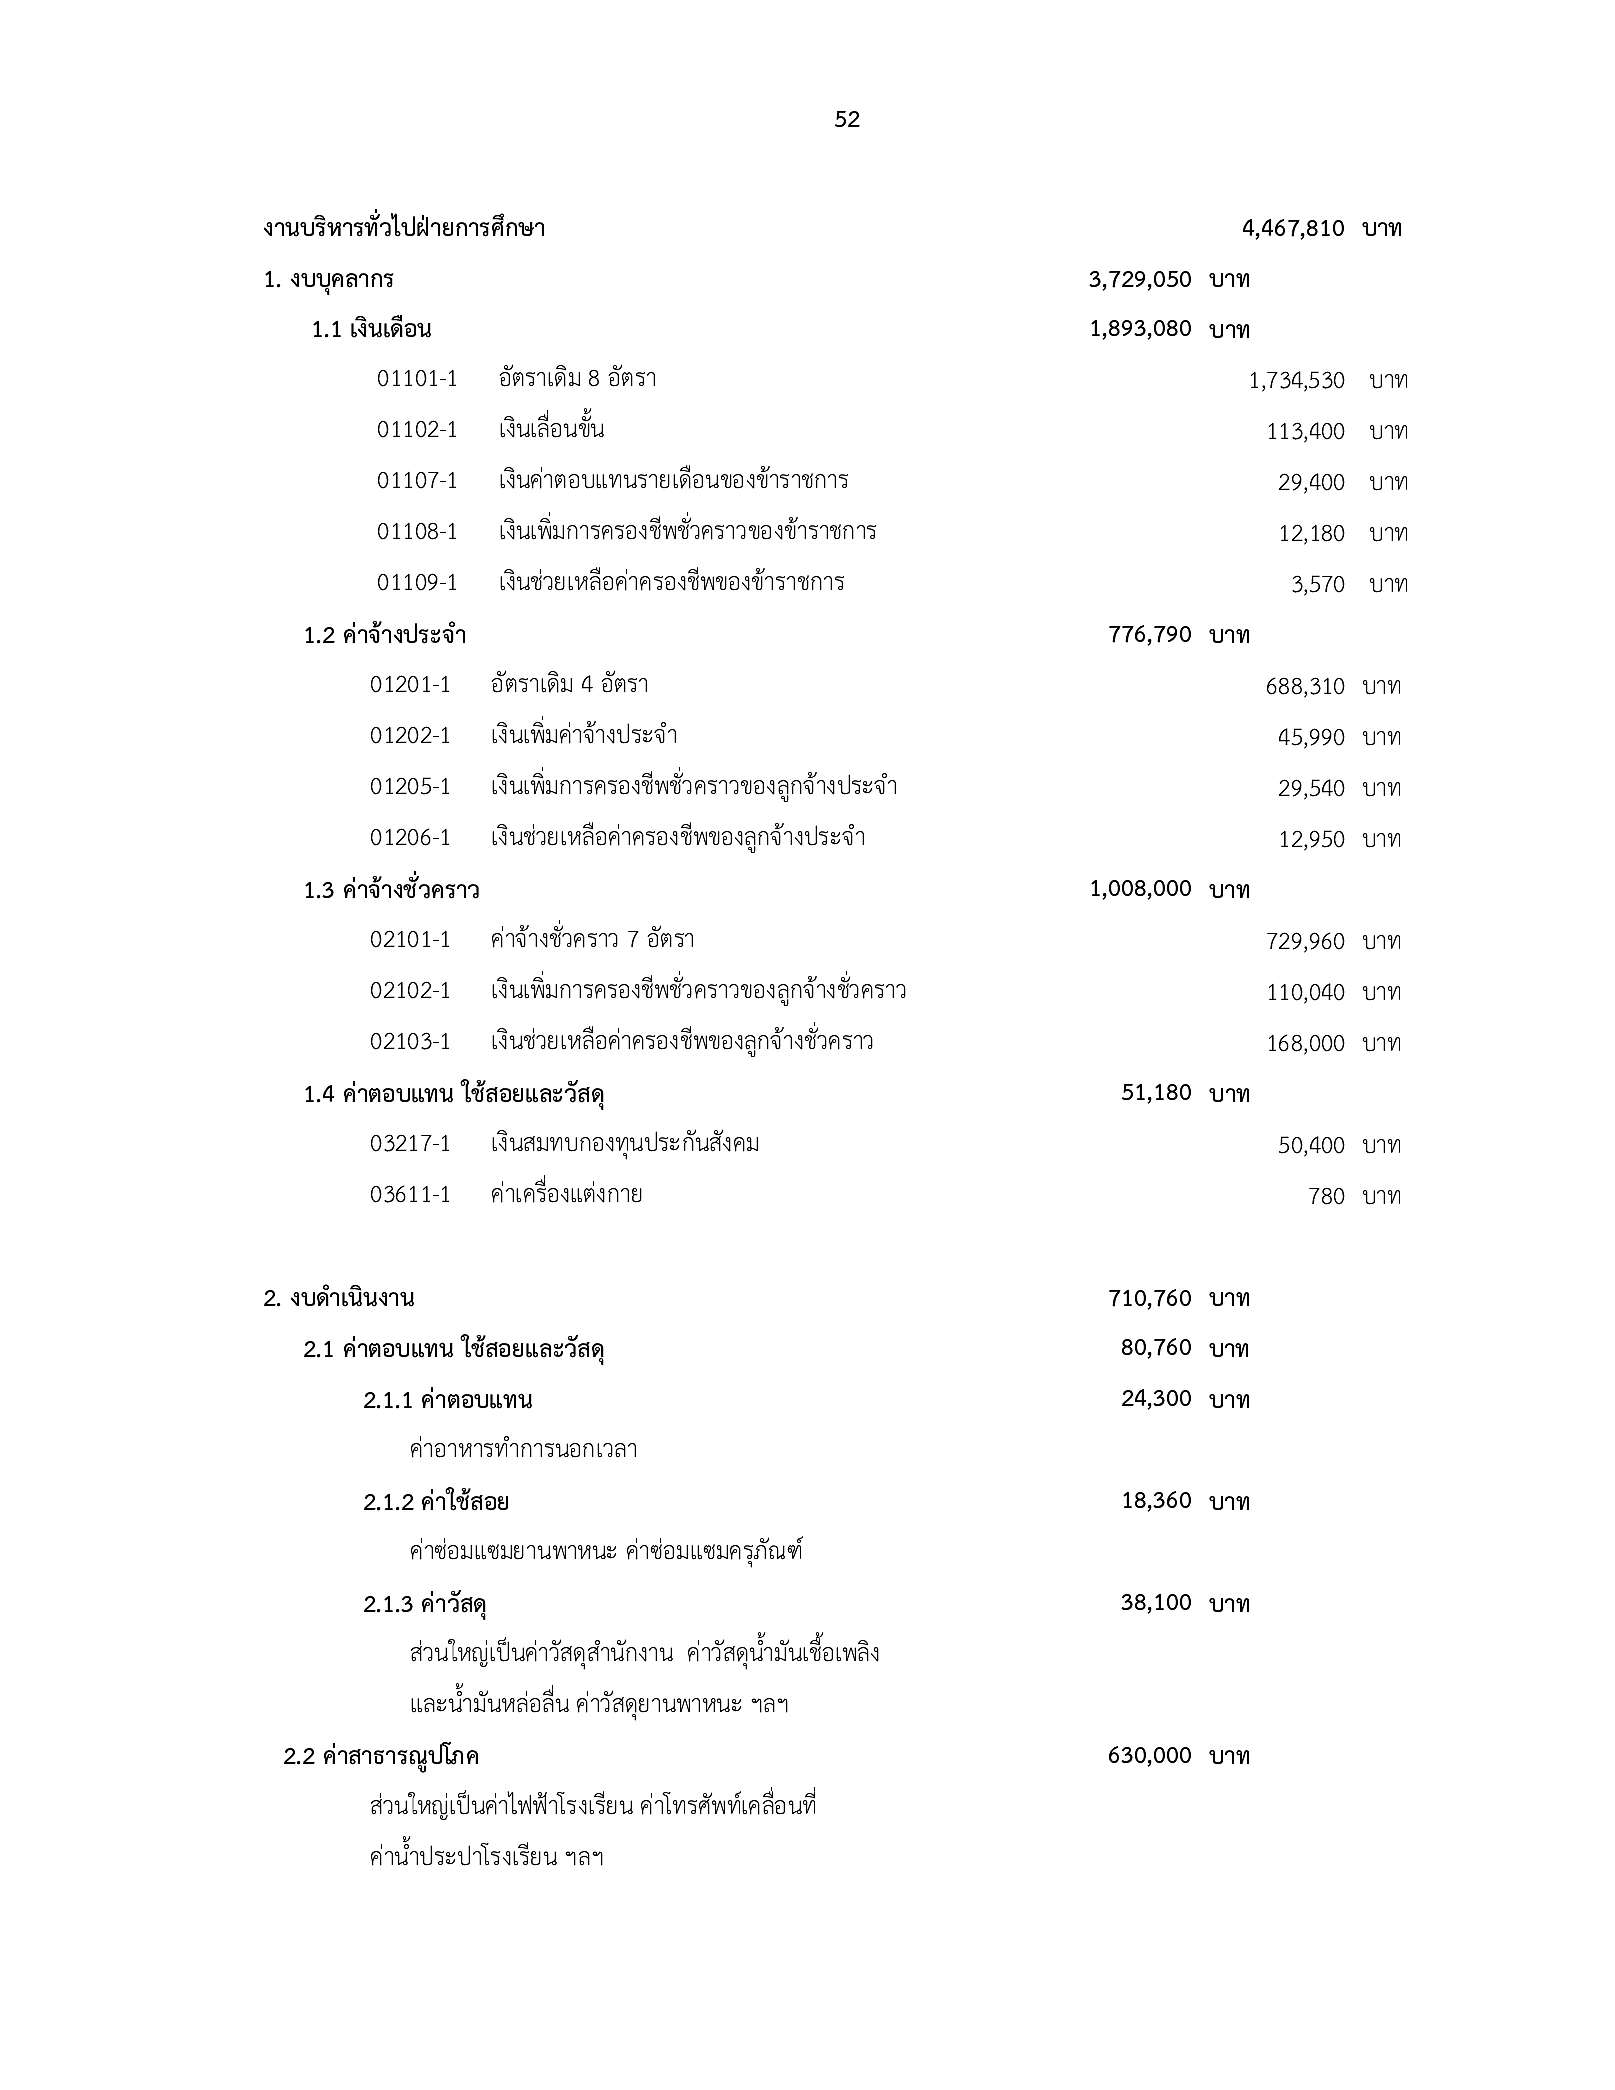 52
งานบริหารทั่วไปฝ่ายการศึกษา 4,467,810 บาท
1. งบบุคลากร 3,729,050 บาท
1.1 เงินเดือน 1,893,080 บาท
01101-1 อัตราเดิม 8 อัตรา 1,734,530 บาท
01102-1 เงินเลื่อนขั้น 113,400 บาท
01107-1 เงินค่าตอบแทนรายเดือนของข้าราชการ 29,400 บาท
01108-1 เงินเพิ่มการครองชีพชั่วคราวของข้าราชการ 12,180 บาท
01109-1 เงินช่วยเหลือค่าครองชีพของข้าราชการ 3,570 บาท
1.2 ค่าจ้างประจำ 776,790 บาท
01201-1 อัตราเดิม 4 อัตรา 688,310 บาท
01202-1 เงินเพิ่มค่าจ้างประจำ 45,990 บาท
01205-1 เงินเพิ่มการครองชีพชั่วคราวของลูกจ้างประจำ 29,540 บาท
01206-1 เงินช่วยเหลือค่าครองชีพของลูกจ้างประจำ 12,950 บาท
1.3 ค่าจ้างชั่วคราว 1,008,000 บาท
02101-1 ค่าจ้างชั่วคราว 7 อัตรา 729,960 บาท
02102-1 เงินเพิ่มการครองชีพชั่วคราวของลูกจ้างชั่วคราว 110,040 บาท
02103-1 เงินช่วยเหลือค่าครองชีพของลูกจ้างชั่วคราว 168,000 บาท
1.4 ค่าตอบแทน ใช้สอยและวัสดุ 51,180 บาท
03217-1 เงินสมทบกองทุนประกันสังคม 50,400 บาท
03611-1 ค่าเครื่องแต่งกาย 780 บาท
2. งบดำเนินงาน 710,760 บาท
2.1 ค่าตอบแทน ใช้สอยและวัสดุ 80,760 บาท
2.1.1 ค่าตอบแทน 24,300 บาท
ค่าอาหารทำการนอกเวลา
2.1.2 ค่าใช้สอย 18,360 บาท
ค่าซ่อมแซมยานพาหนะ ค่าซ่อมแซมครุภัณฑ์
2.1.3 ค่าวัสดุ 38,100 บาท
ส่วนใหญ่เป็นค่าวัสดุสำนักงาน ค่าวัสดุน้ำมันเชื้อเพลิง
และน้ำมันหล่อลื่น ค่าวัสดุยานพาหนะ ฯลฯ
2.2 ค่าสาธารณูปโภค 630,000 บาท
ส่วนใหญ่เป็นค่าไฟฟ้าโรงเรียน ค่าโทรศัพท์เคลื่อนที่
ค่าน้ำประปาโรงเรียน ฯลฯ